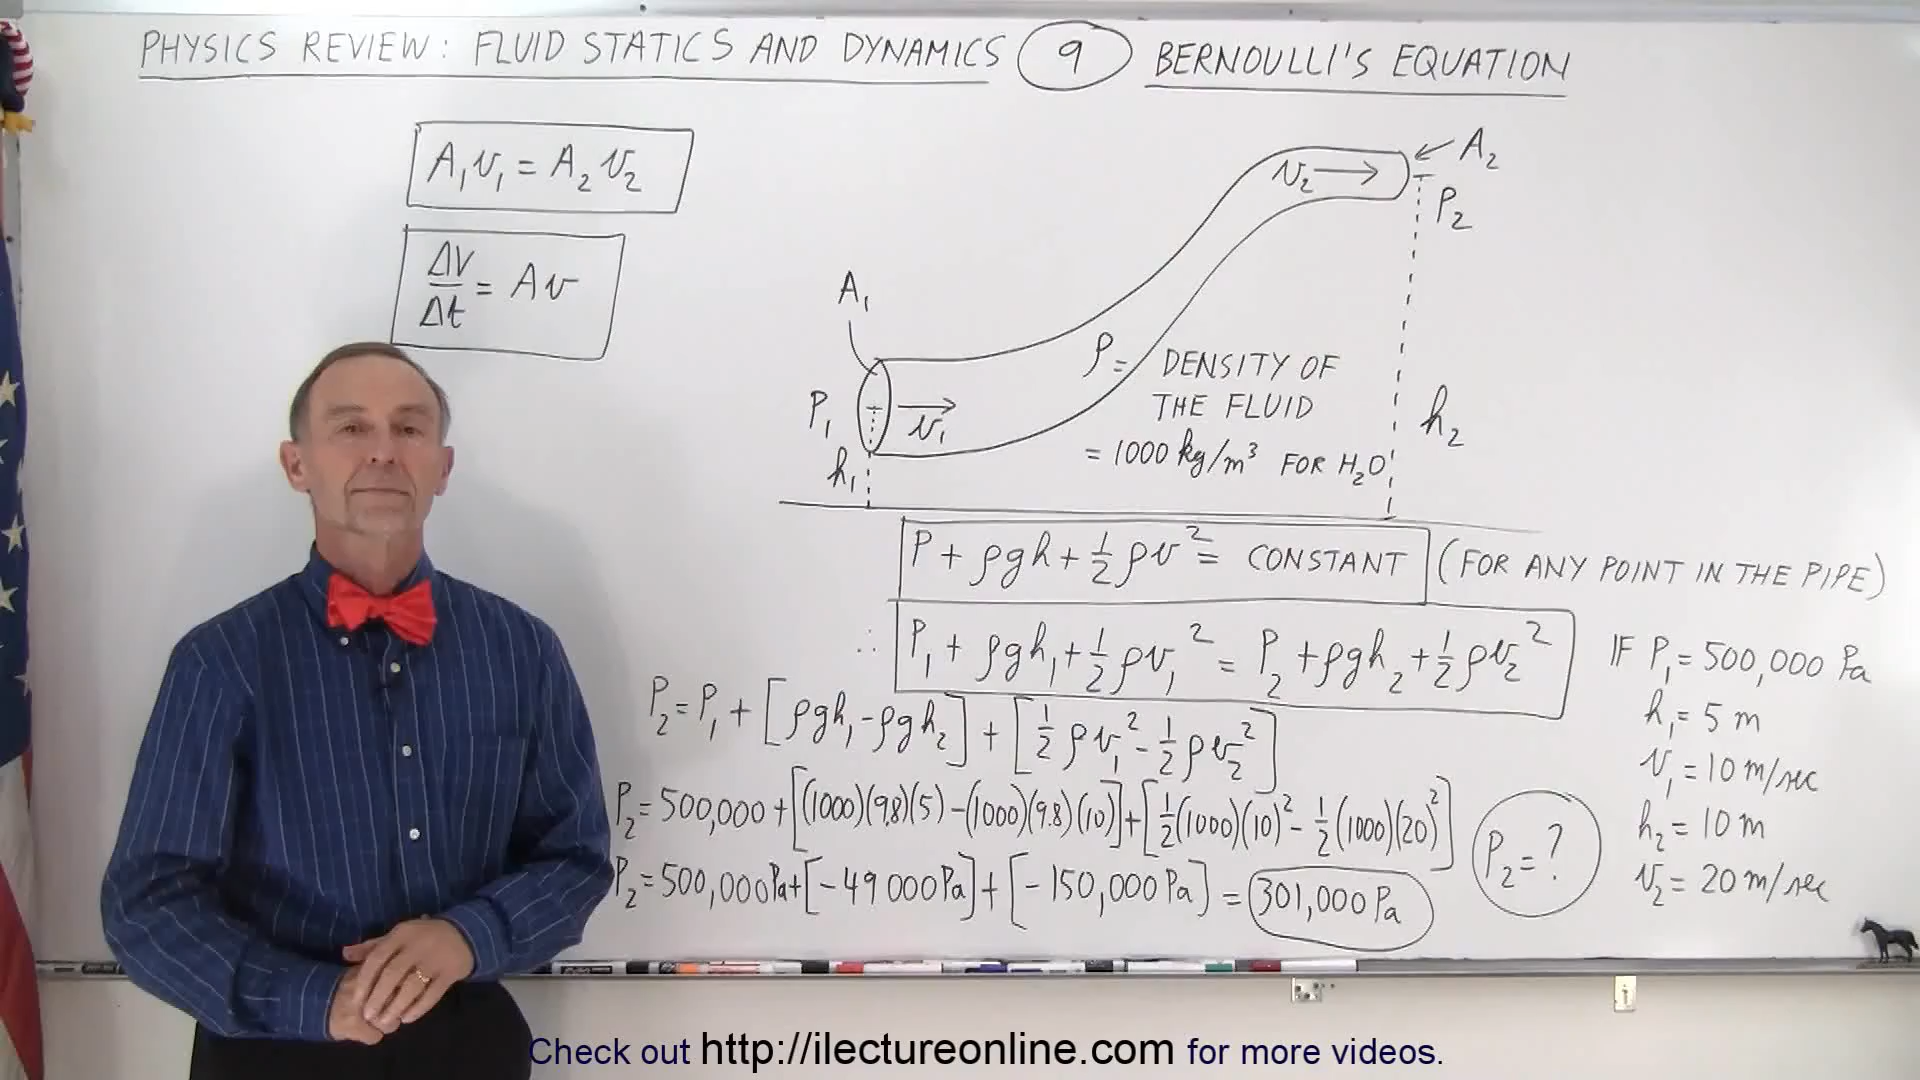 PHYSICS REVIEW: FLUID STATICS AND DYNAMICS 9 BERNOULLI'S EQUATION
A₁v₁ = A₂v₂
ΔV/Δt = Av
v₂ → A₂
P₂
A₁
P₁ v₁
h₁
ρ = DENSITY OF
THE FLUID
= 1000 kg/m³ FOR H₂O
h₂
P + ρgh + ½ρv² = CONSTANT (FOR ANY POINT IN THE PIPE)
∴ P₁ + ρgh₁ + ½ρv₁² = P₂ + ρgh₂ + ½ρv₂²
P₂ = P₁ + [ρgh₁ - ρgh₂] + [½ρv₁² - ½ρv₂²]
P₂ = 500,000 + [(1000)(9.8)(5) - (1000)(9.8)(10)] + [½(1000)(10)² - ½(1000)(20)²]
P₂ = 500,000 Pa + [-49 000 Pa] + [-150,000 Pa] = 301,000 Pa
IF P₁ = 500,000 Pa
h₁ = 5 m
v₁ = 10 m/sec
h₂ = 10 m
v₂ = 20 m/sec
P₂ = ?
Check out http://ilectureonline.com for more videos.